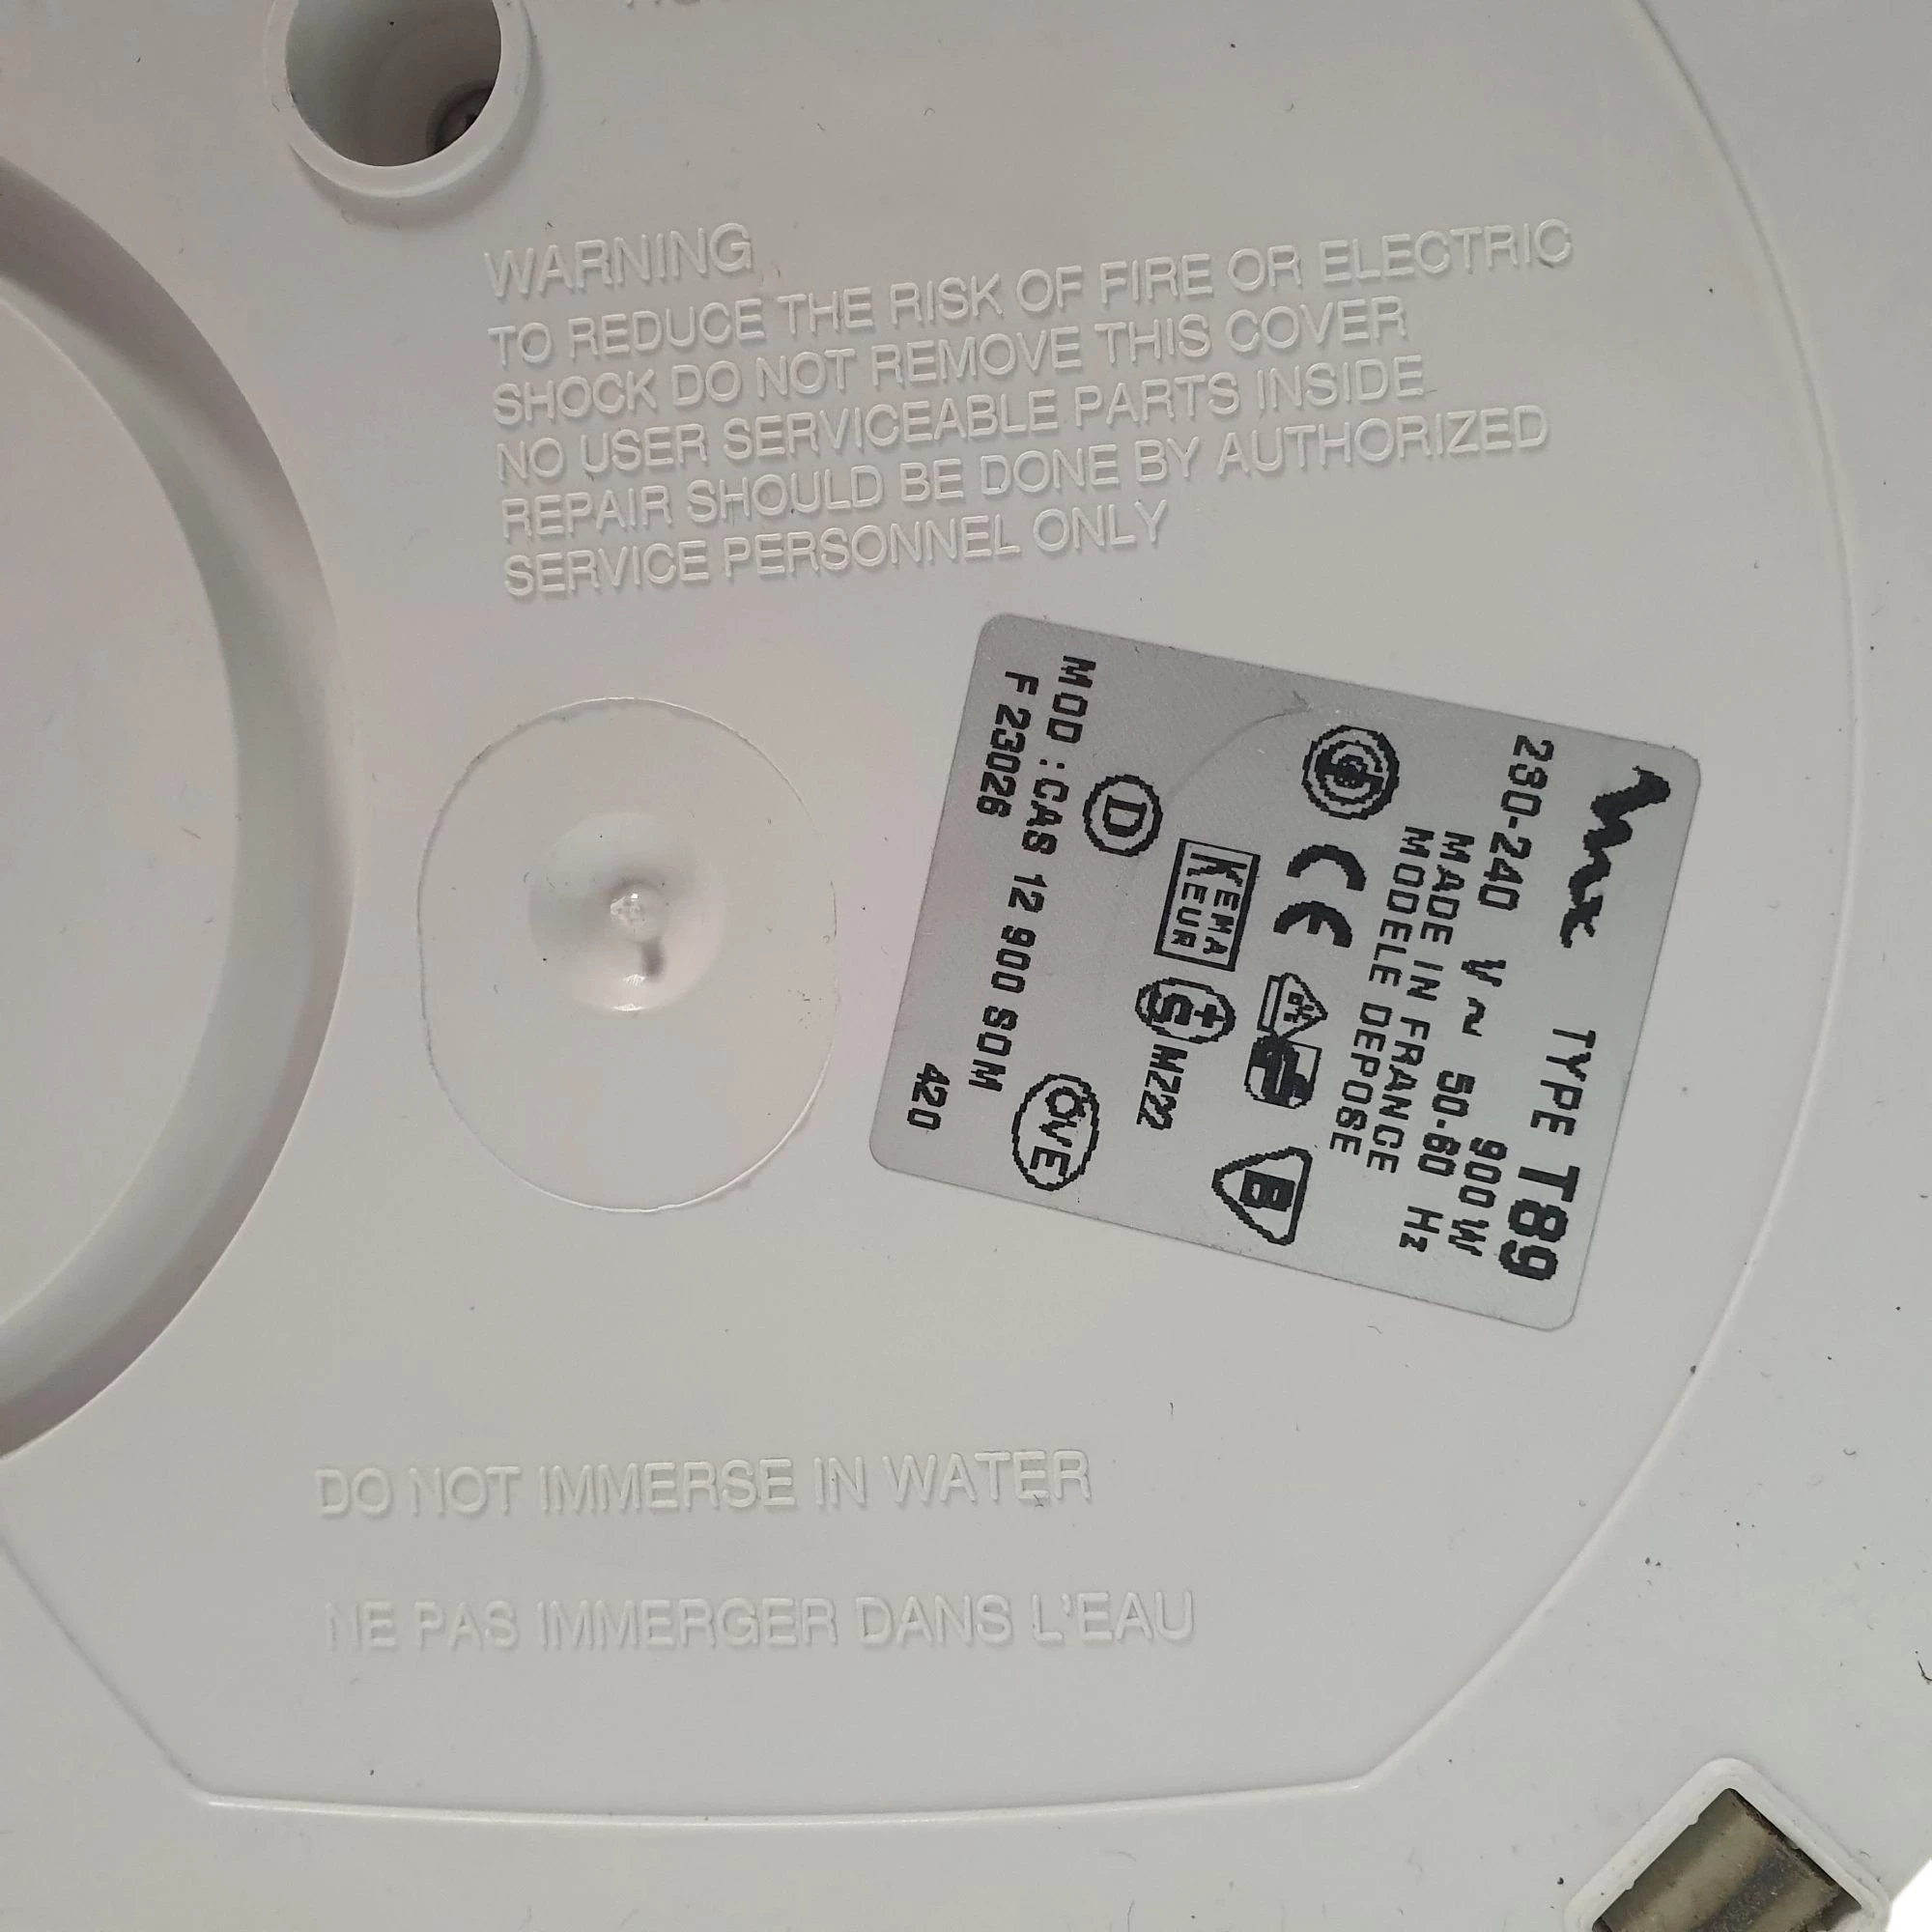 WARNING
TO REDUCE THE RISK OF FIRE OR ELECTRIC
SHOCK DO NOT REMOVE THIS COVER
NO USER SERVICEABLE PARTS INSIDE
REPAIR SHOULD BE DONE BY AUTHORIZED
SERVICE PERSONNEL ONLY
TYPE T89
230-240 V~ 900W
50-60 Hz
MADE IN FRANCE
MODELE DEPOSE
CE
B
KEMA
KEUR
+S MZ22
D
ÖVE
MOD : CAS 12 900 SOM
F 23026
420
DO NOT IMMERSE IN WATER
NE PAS IMMERGER DANS L'EAU